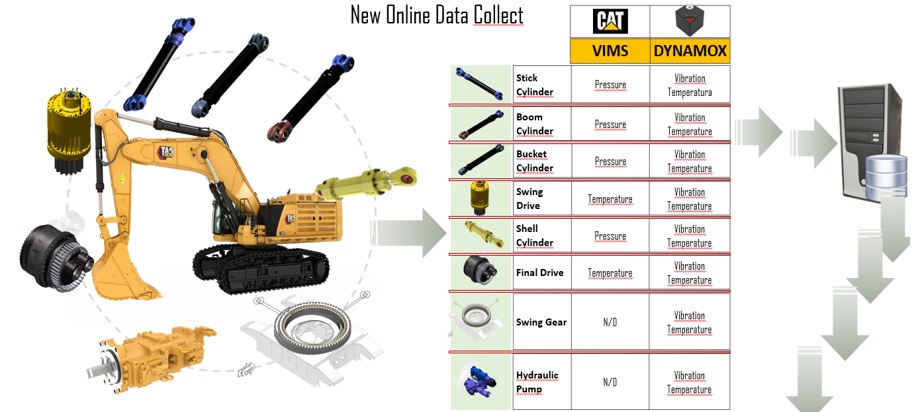 New Online Data Collect
CAT
VIMS DYNAMOX
Stick Cylinder Pressure Vibration Temperatura
Boom Cylinder Pressure Vibration Temperature
Bucket Cylinder Pressure Vibration Temperature
Swing Drive Temperature Vibration Temperature
Shell Cylinder Pressure Vibration Temperature
Final Drive Temperature Vibration Temperature
Swing Gear N/D Vibration Temperature
Hydraulic Pump N/D Vibration Temperature